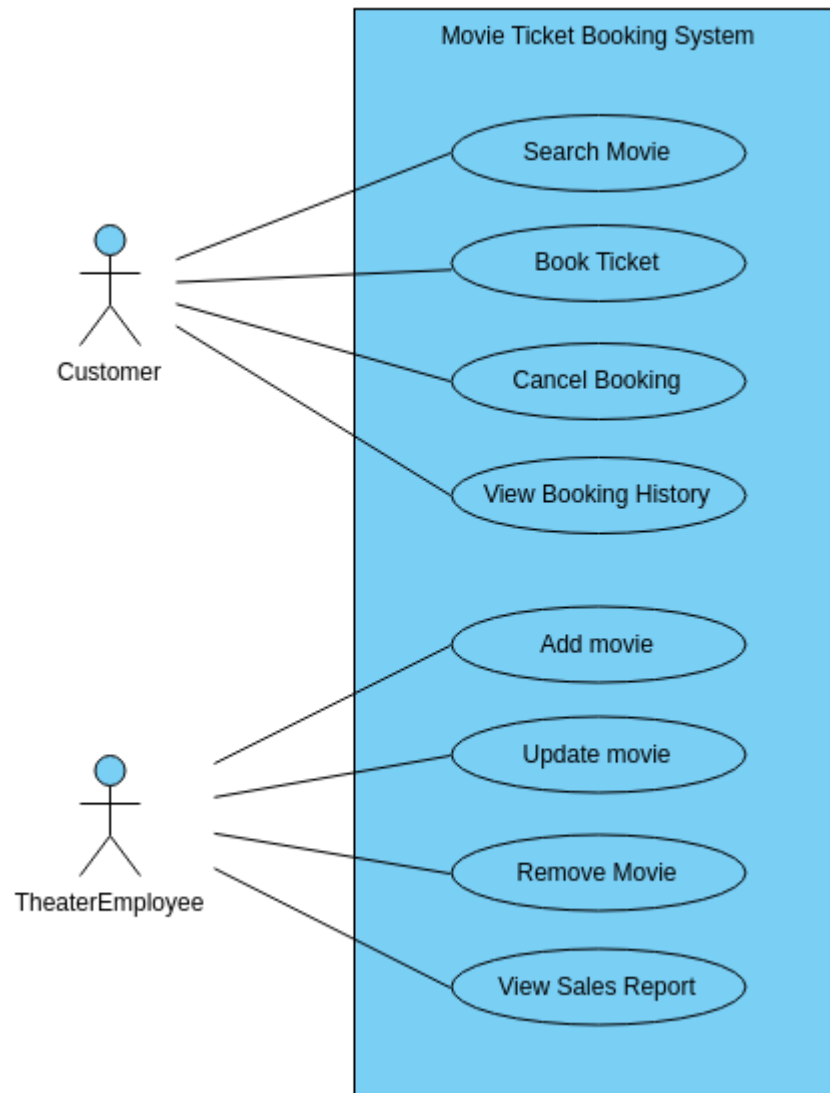 Movie Ticket Booking System
Search Movie
Book Ticket
Customer
Cancel Booking
View Booking History
Add movie
Update movie
TheaterEmployee
Remove Movie
View Sales Report